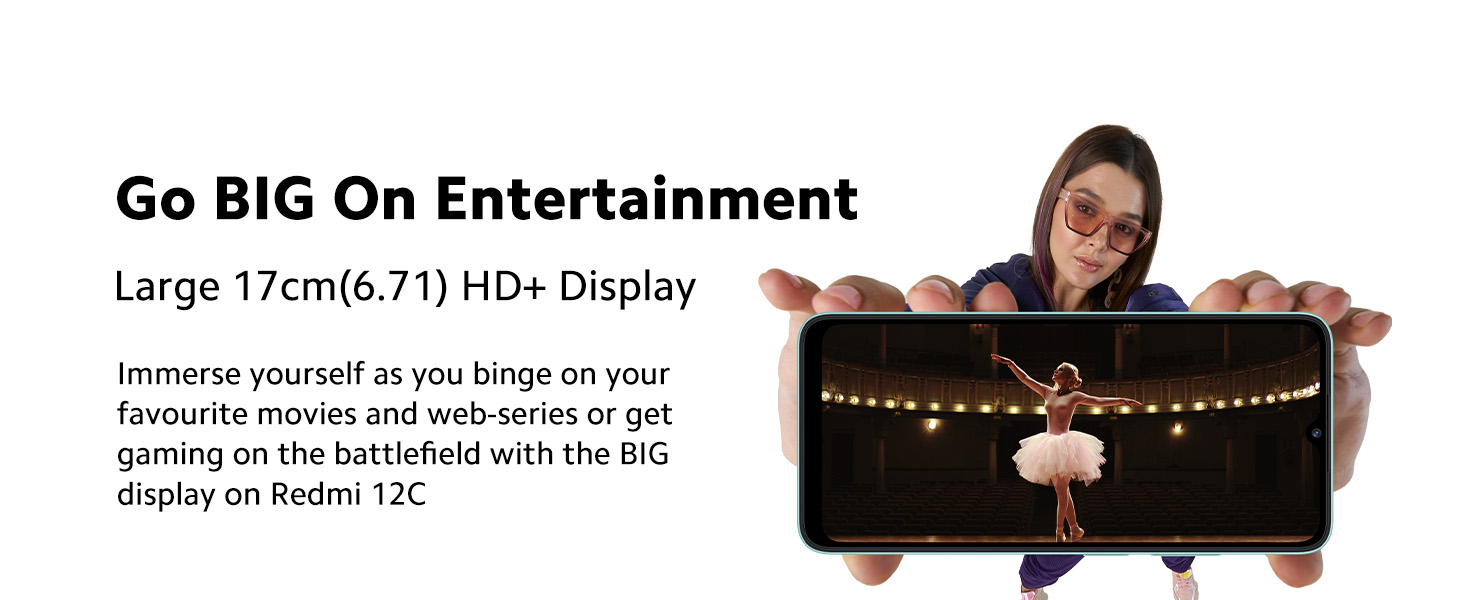 Go BIG On Entertainment
Large 17cm(6.71) HD+ Display
Immerse yourself as you binge on your
favourite movies and web-series or get
gaming on the battlefield with the BIG
display on Redmi 12C